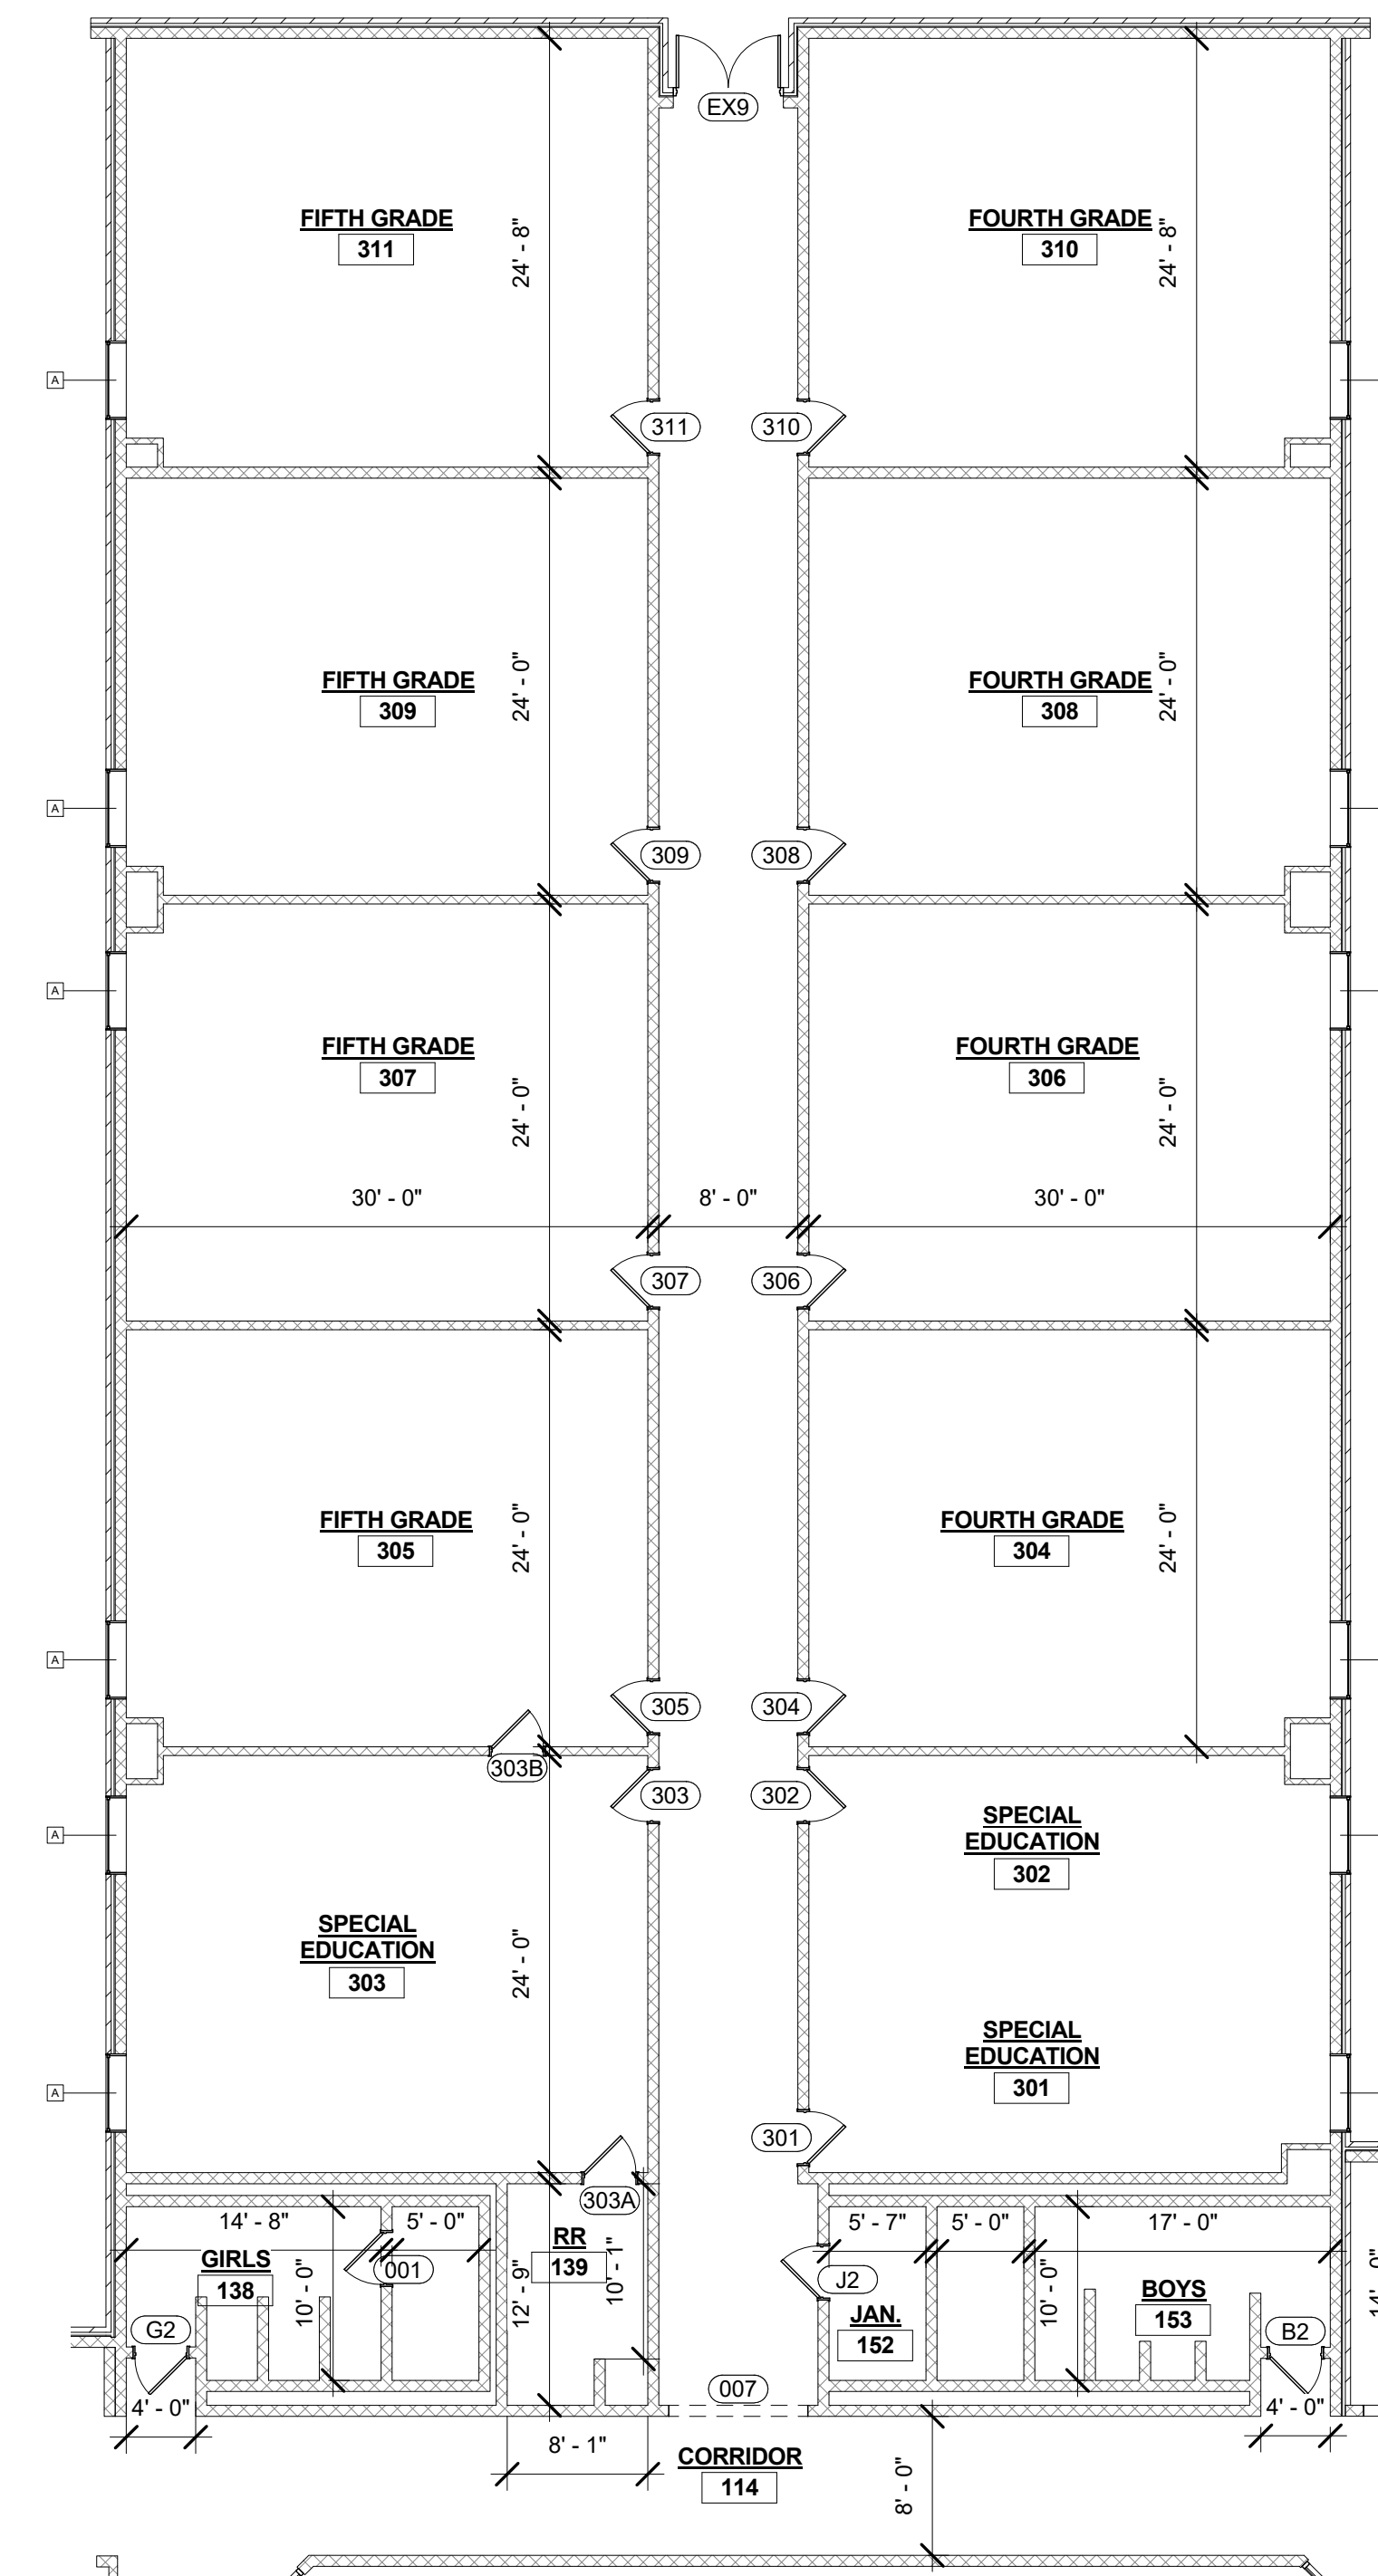 EX9
FIFTH GRADE
311
24' - 8"
FOURTH GRADE
310
24' - 8"
A
311
310
FIFTH GRADE
309
24' - 0"
FOURTH GRADE
308
24' - 0"
A
309
308
A
FIFTH GRADE
307
24' - 0"
FOURTH GRADE
306
24' - 0"
30' - 0"
8' - 0"
30' - 0"
307
306
FIFTH GRADE
305
24' - 0"
FOURTH GRADE
304
24' - 0"
A
305
304
303B
303
302
A
SPECIAL
EDUCATION
302
SPECIAL
EDUCATION
303
24' - 0"
SPECIAL
EDUCATION
301
A
301
303A
14' - 8"
5' - 0"
RR
139
10' - 1"
12' - 9"
5' - 7"
5' - 0"
17' - 0"
GIRLS
138
10' - 0"
001
J2
JAN.
152
10' - 0"
BOYS
153
14' - 0"
G2
B2
007
4' - 0"
4' - 0"
8' - 1"
CORRIDOR
114
8' - 0"